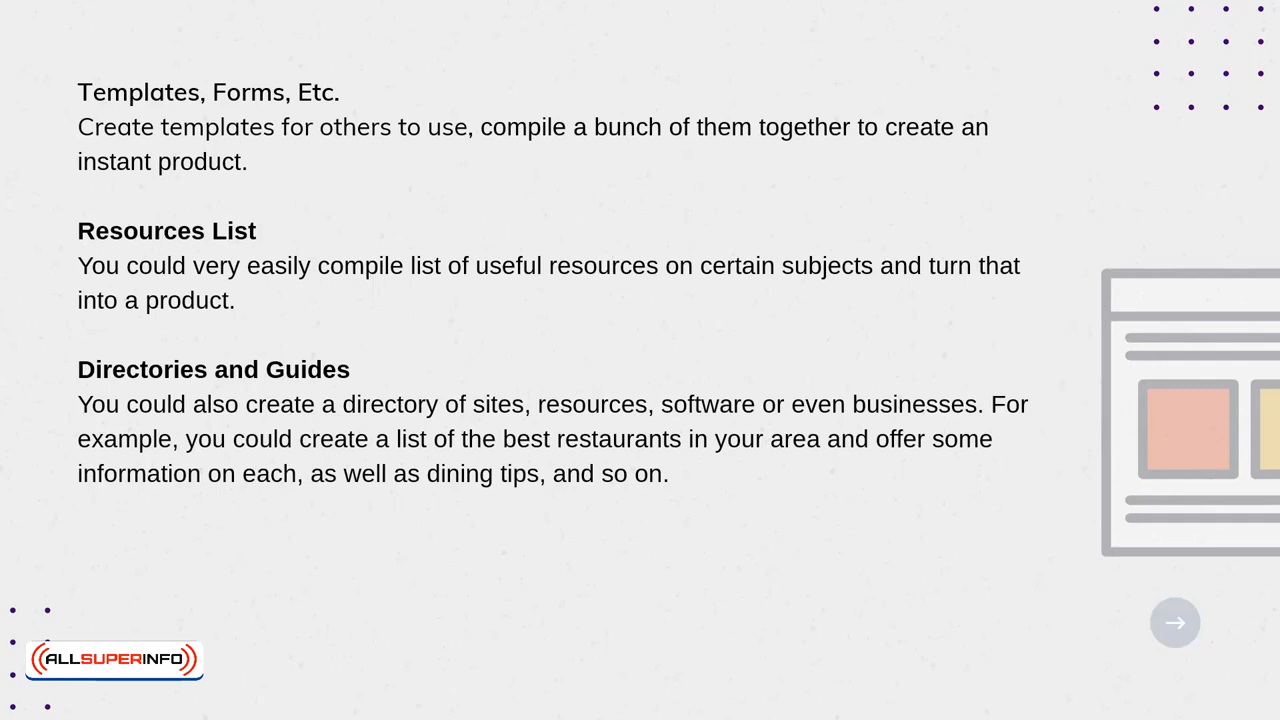 Templates, Forms, Etc.
Create templates for others to use, compile a bunch of them together to create an
instant product.
Resources List
You could very easily compile list of useful resources on certain subjects and turn that
into a product.
Directories and Guides
You could also create a directory of sites, resources, software or even businesses. For
example, you could create a list of the best restaurants in your area and offer some
information on each, as well as dining tips, and so on.
ALLSUPERINFO